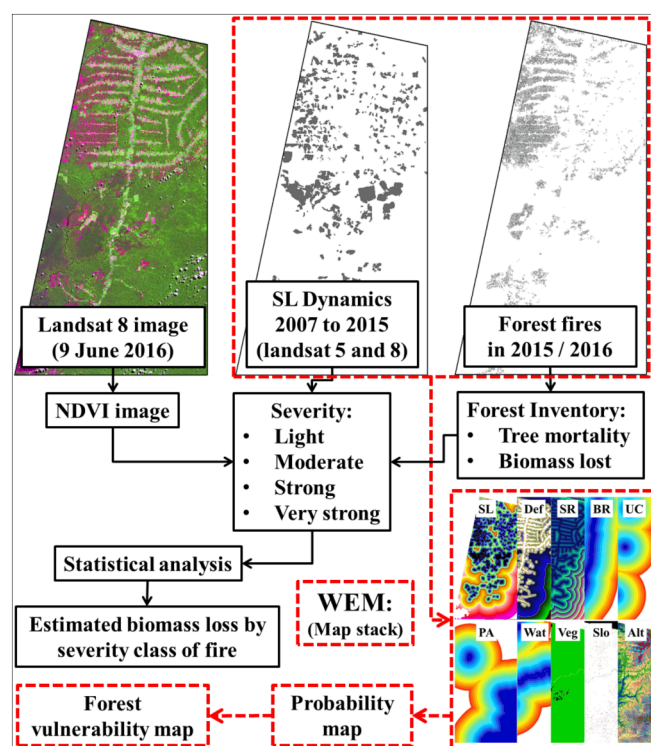 Landsat 8 image
(9 June 2016)
SL Dynamics
2007 to 2015
(landsat 5 and 8)
Forest fires
in 2015 / 2016
NDVI image
Severity:
• Light
• Moderate
• Strong
• Very strong
Forest Inventory:
• Tree mortality
• Biomass lost
Statistical analysis
Estimated biomass loss by
severity class of fire
WEM:
(Map stack)
SL Def SR BR UC
PA Wat Veg Slo Alt
Forest
vulnerability map
Probability
map